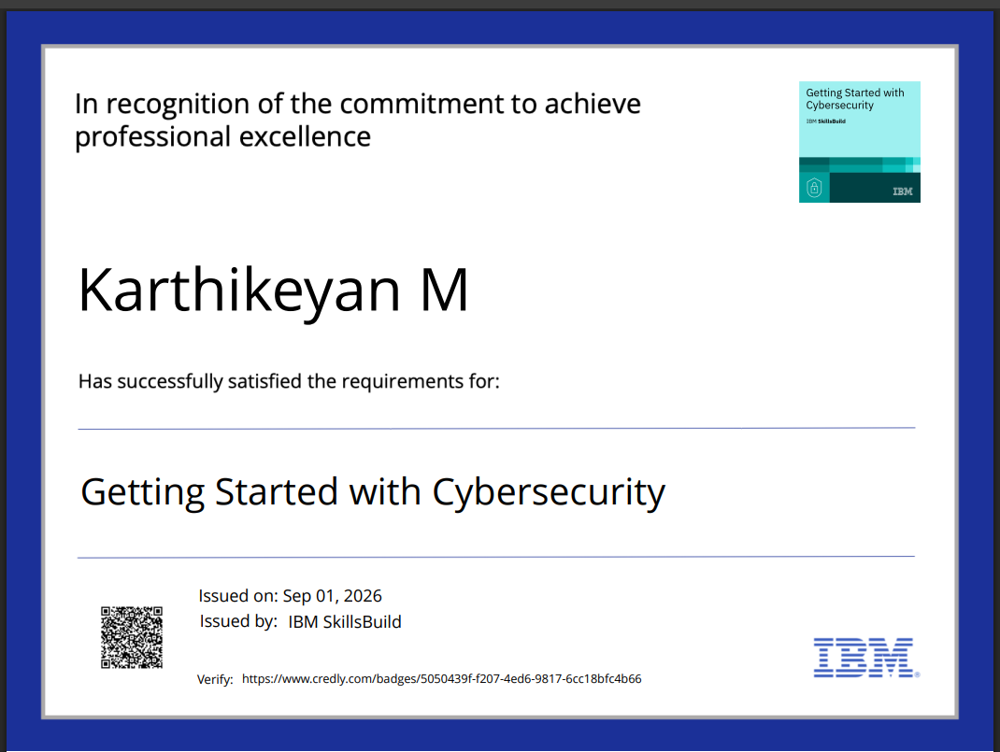 In recognition of the commitment to achieve
professional excellence
Getting Started with
Cybersecurity
IBM SkillsBuild
IBM
Karthikeyan M
Has successfully satisfied the requirements for:
Getting Started with Cybersecurity
Issued on: Sep 01, 2026
Issued by: IBM SkillsBuild
Verify: https://www.credly.com/badges/5050439f-f207-4ed6-9817-6cc18bfc4b66
IBM®